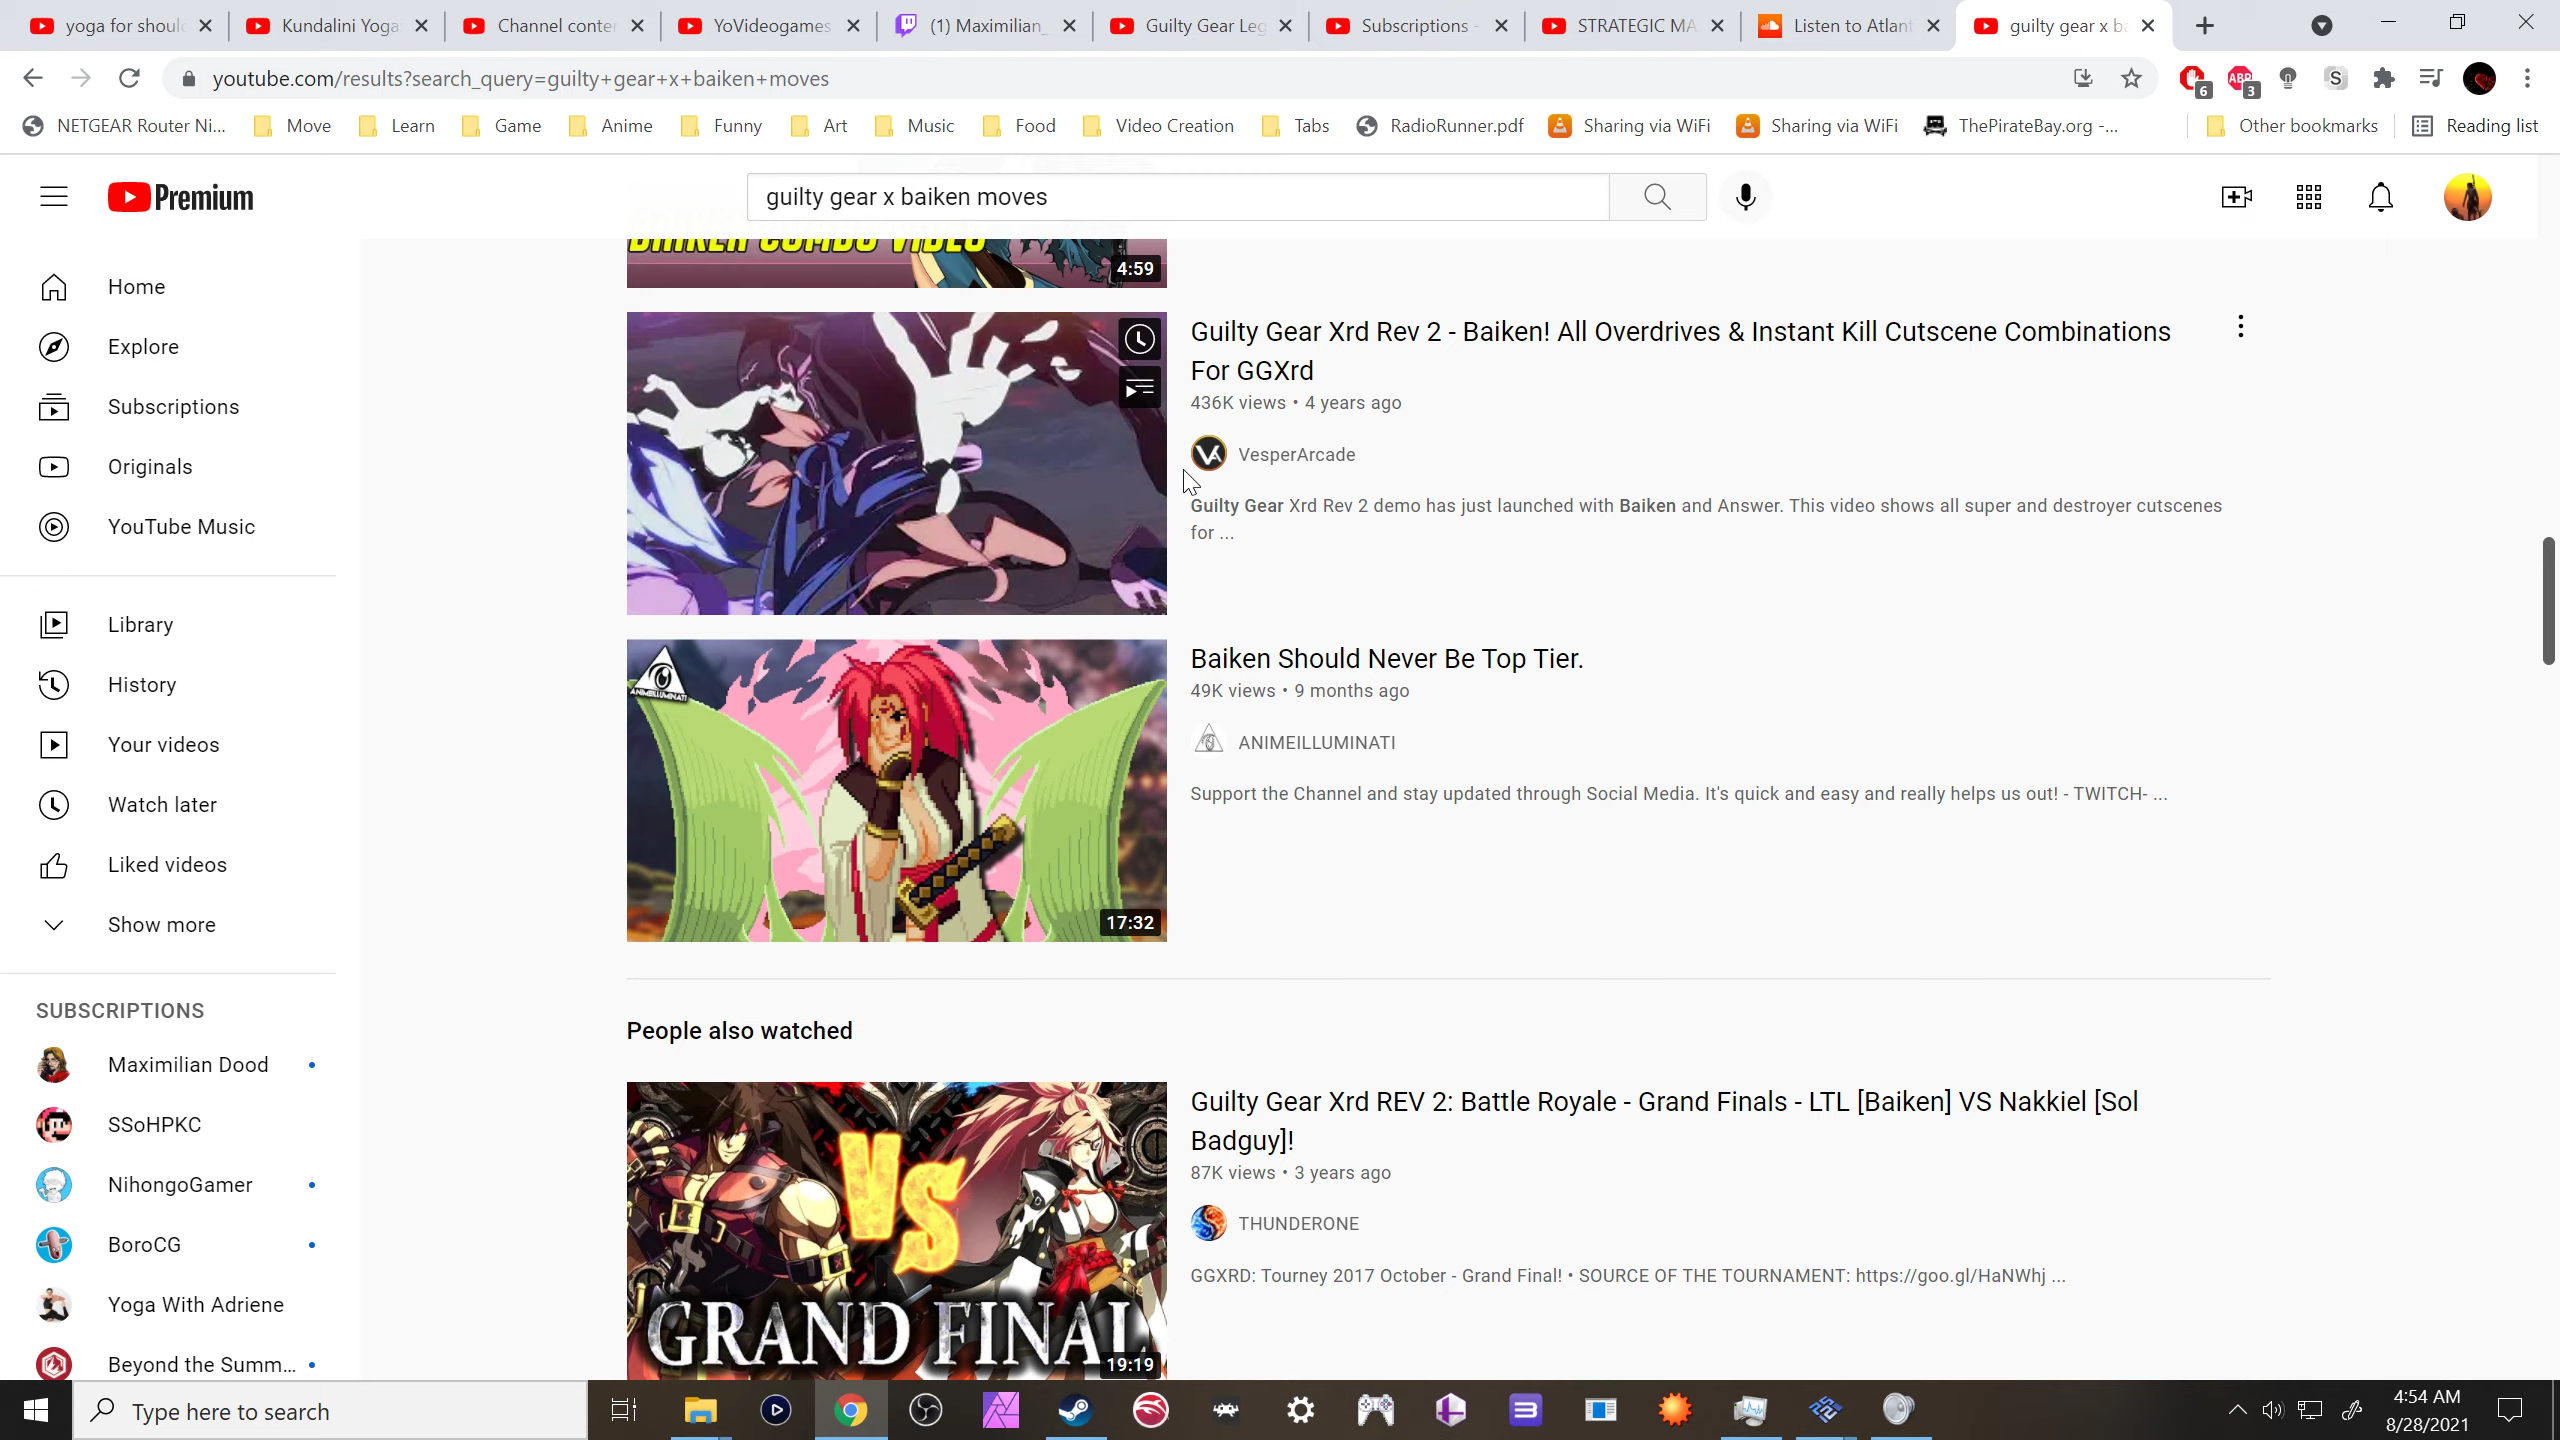 yoga for should
Kundalini Yoga
Channel conten
YoVideogames
(1) Maximilian_
Guilty Gear Leg
Subscriptions -
STRATEGIC MA
Listen to Atlant
guilty gear x ba
youtube.com/results?search_query=guilty+gear+x+baiken+moves
ABP
6
3
S
NETGEAR Router Ni...
Move
Learn
Game
Anime
Funny
Art
Music
Food
Video Creation
Tabs
RadioRunner.pdf
Sharing via WiFi
Sharing via WiFi
ThePirateBay.org -...
Other bookmarks
Reading list
Premium
guilty gear x baiken moves
Home
Explore
Subscriptions
Originals
YouTube Music
Library
History
Your videos
Watch later
Liked videos
Show more
SUBSCRIPTIONS
Maximilian Dood
SSoHPKC
NihongoGamer
BoroCG
Yoga With Adriene
Beyond the Summ...
BAIKEN COMBO VIDEO
4:59
Guilty Gear Xrd Rev 2 - Baiken! All Overdrives & Instant Kill Cutscene Combinations
For GGXrd
436K views • 4 years ago
VesperArcade
Guilty Gear Xrd Rev 2 demo has just launched with Baiken and Answer. This video shows all super and destroyer cutscenes
for ...
ANIMEILLUMINATI
17:32
Baiken Should Never Be Top Tier.
49K views • 9 months ago
ANIMEILLUMINATI
Support the Channel and stay updated through Social Media. It's quick and easy and really helps us out! - TWITCH- ...
People also watched
VS
GRAND FINAL
19:19
Guilty Gear Xrd REV 2: Battle Royale - Grand Finals - LTL [Baiken] VS Nakkiel [Sol
Badguy]!
87K views • 3 years ago
THUNDERONE
GGXRD: Tourney 2017 October - Grand Final! • SOURCE OF THE TOURNAMENT: https://goo.gl/HaNWhj ...
Type here to search
4:54 AM
8/28/2021